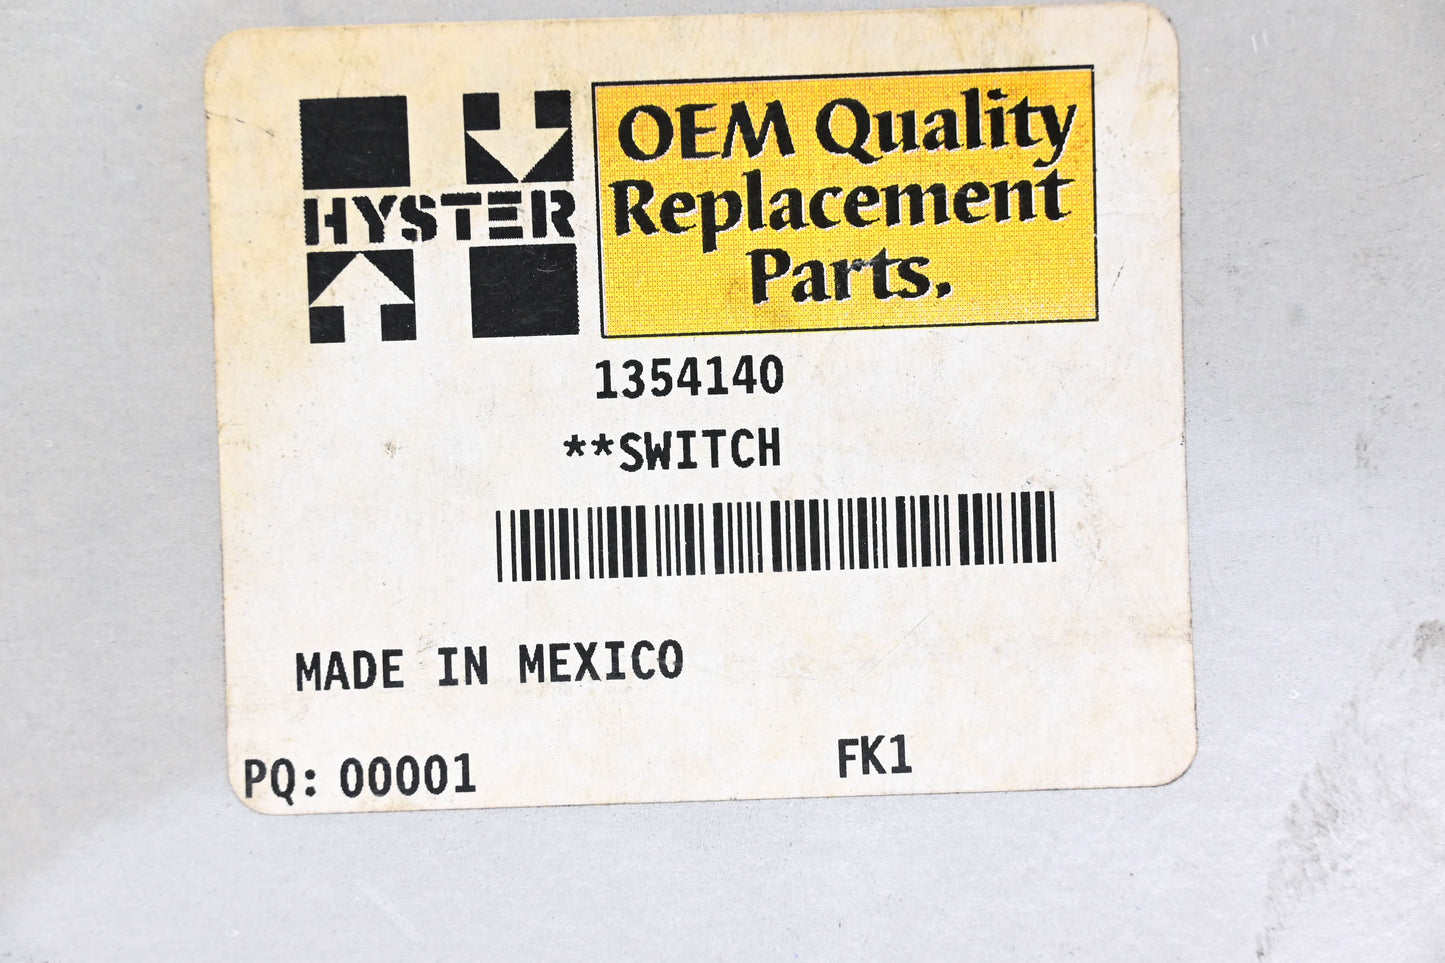 HYSTER
OEM Quality
Replacement
Parts.
1354140
**SWITCH
MADE IN MEXICO
PQ: 00001
FK1